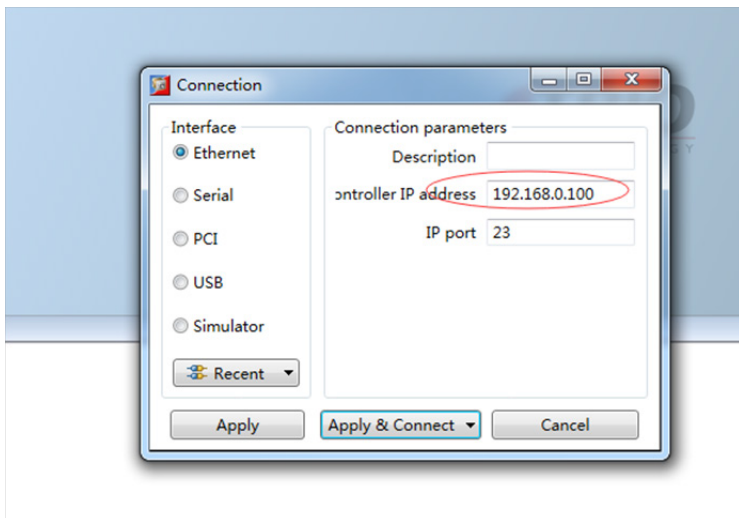 Connection
Interface
Ethernet
Serial
PCI
USB
Simulator
Recent
Connection parameters
Description
ontroller IP address 192.168.0.100
IP port 23
Apply
Apply & Connect
Cancel
G Y